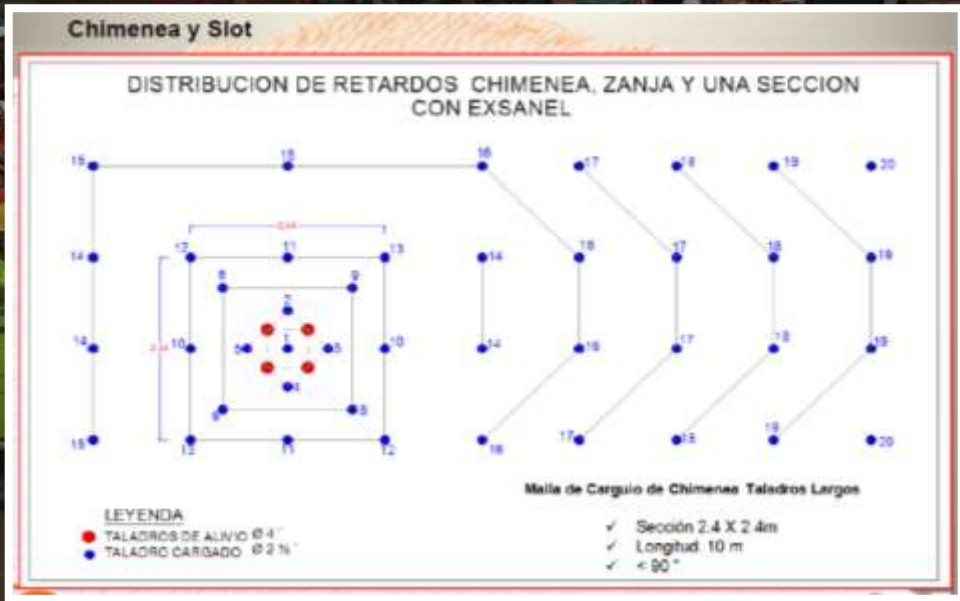 Chimenea y Slot
DISTRIBUCION DE RETARDOS CHIMENEA, ZANJA Y UNA SECCION
CON EXSANEL
15 15 16 17 18 19 20
12 11 13
14 14 16 17 18 19
8 9
2
1
14 10 5 10 14 16 17 18 19
4
8
15 13 11 12 16 17 18 19 20
Malla de Carguio de Chimenea Taladros Largos
LEYENDA
TALADROS DE ALIVIO Ø 4"
TALADRO CARGADO Ø 2 ½"
✓ Sección 2.4 X 2.4m
✓ Longitud: 10 m
✓ < 90 °